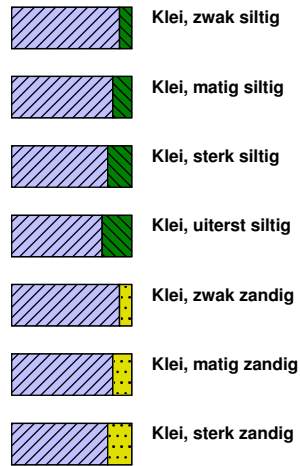 Klei, zwak siltig
Klei, matig siltig
Klei, sterk siltig
Klei, uiterst siltig
Klei, zwak zandig
Klei, matig zandig
Klei, sterk zandig